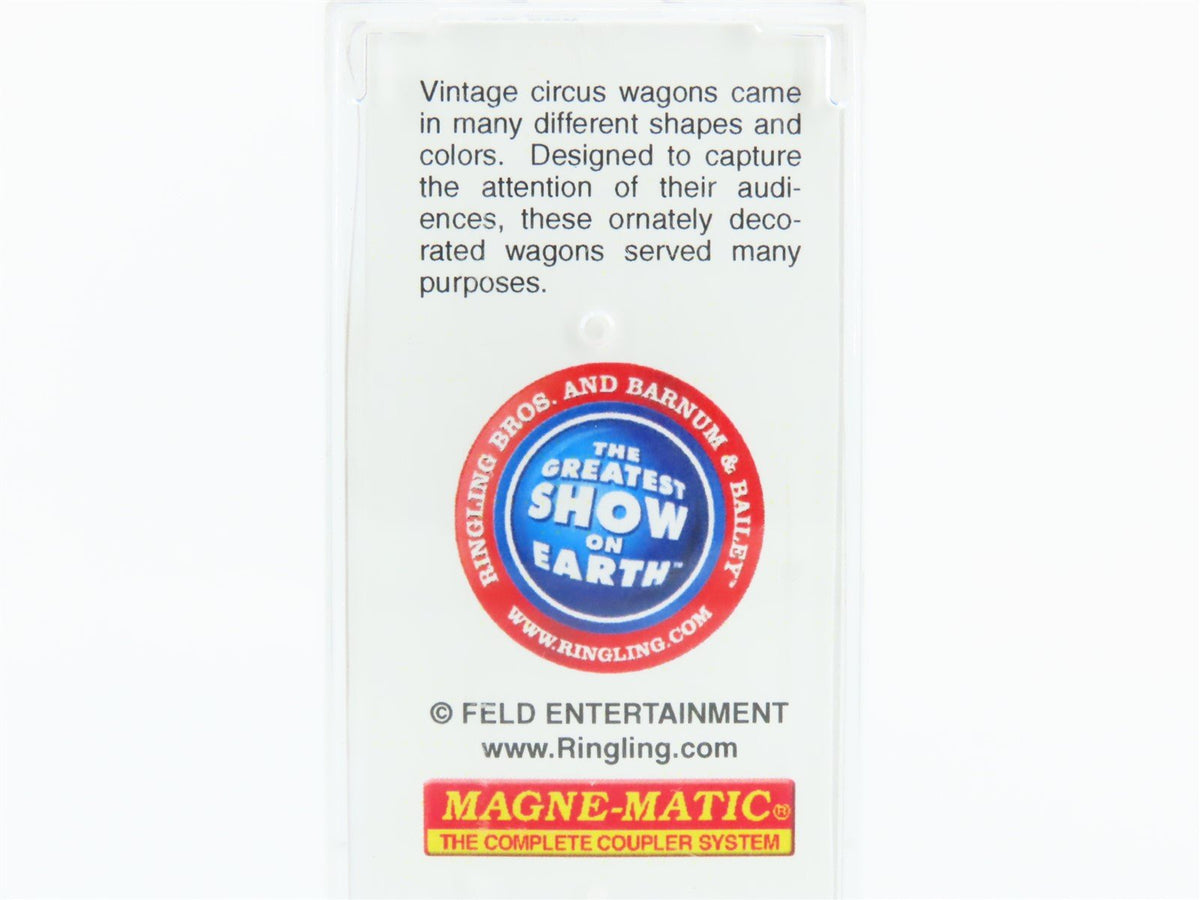 Vintage circus wagons came
in many different shapes and
colors. Designed to capture
the attention of their audi-
ences, these ornately deco-
rated wagons served many
purposes.
RINGLING BROS. AND BARNUM & BAILEY™
THE
GREATEST
SHOW
ON
EARTH™
WWW.RINGLING.COM
© FELD ENTERTAINMENT
www.Ringling.com
MAGNE-MATIC®
THE COMPLETE COUPLER SYSTEM